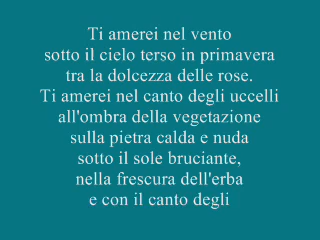 Ti amerei nel vento
sotto il cielo terso in primavera
tra la dolcezza delle rose.
Ti amerei nel canto degli uccelli
all'ombra della vegetazione
sulla pietra calda e nuda
sotto il sole bruciante,
nella frescura dell'erba
e con il canto degli